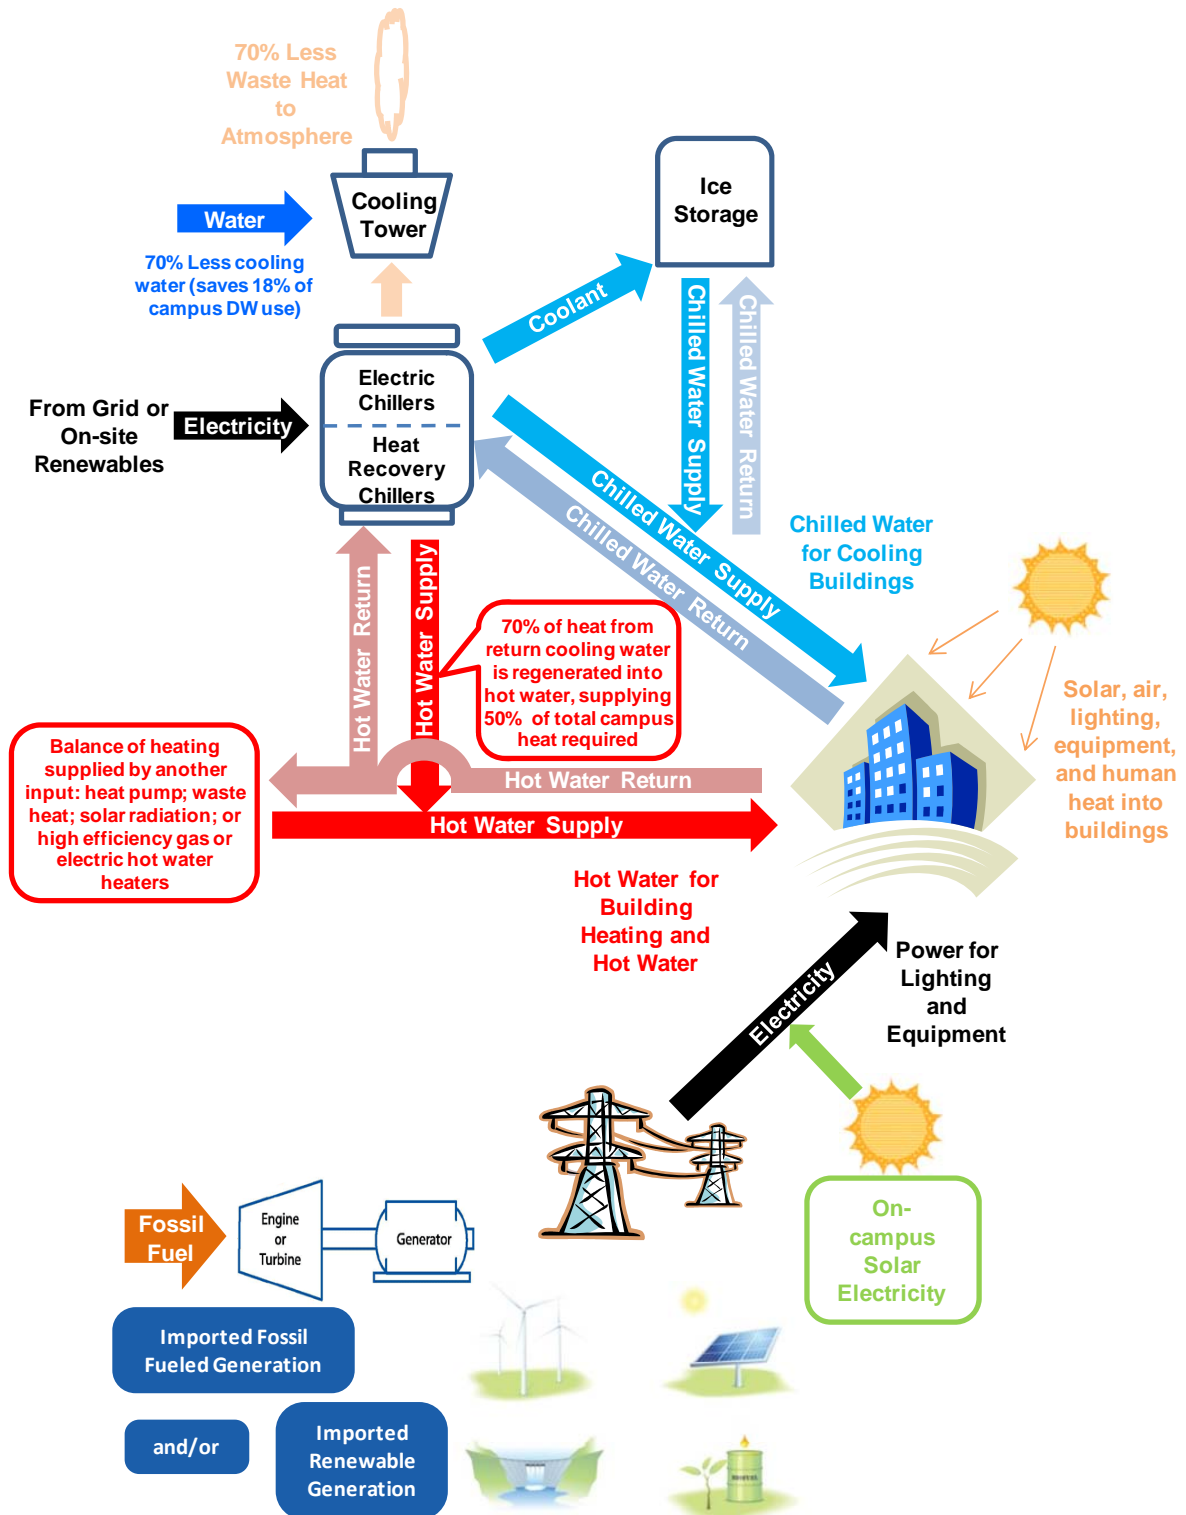 70% Less
Waste Heat
to
Atmosphere
Cooling
Tower
Ice
Storage
Water
70% Less cooling
water (saves 18% of
campus DW use)
Coolant
Chilled Water Supply
Chilled Water Return
Electric
Chillers
Heat
Recovery
Chillers
From Grid or
On-site
Renewables
Electricity
Chilled Water Supply
Chilled Water Return
Chilled Water
for Cooling
Buildings
Hot Water Return
Hot Water Supply
70% of heat from
return cooling water
is regenerated into
hot water, supplying
50% of total campus
heat required
Solar, air,
lighting,
equipment,
and human
heat into
buildings
Balance of heating
supplied by another
input: heat pump; waste
heat; solar radiation; or
high efficiency gas or
electric hot water
heaters
Hot Water Return
Hot Water Supply
Hot Water for
Building
Heating and
Hot Water
Electricity
Power for
Lighting
and
Equipment
On-
campus
Solar
Electricity
Fossil
Fuel
Engine
or
Turbine
Generator
Imported Fossil
Fueled Generation
and/or
Imported
Renewable
Generation